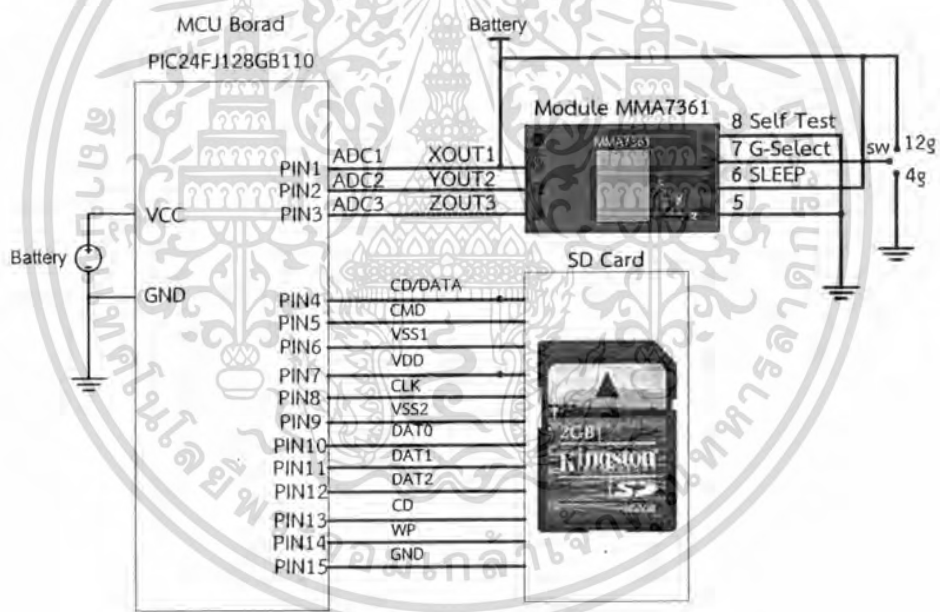 MCU Borad
PIC24FJ128GB110
Battery
Module MMA7361
MMA7361
8 Self Test
7 G-Select
6 SLEEP
5
sw
12g
4g
PIN1 ADC1 XOUT1
PIN2 ADC2 YOUT2
PIN3 ADC3 ZOUT3
VCC
Battery
GND
SD Card
PIN4 CD/DATA
PIN5 CMD
PIN6 VSS1
PIN7 VDD
PIN8 CLK
PIN9 VSS2
PIN10 DAT0
PIN11 DAT1
PIN12 DAT2
PIN13 CD
PIN14 WP
PIN15 GND
2GB
Kingston